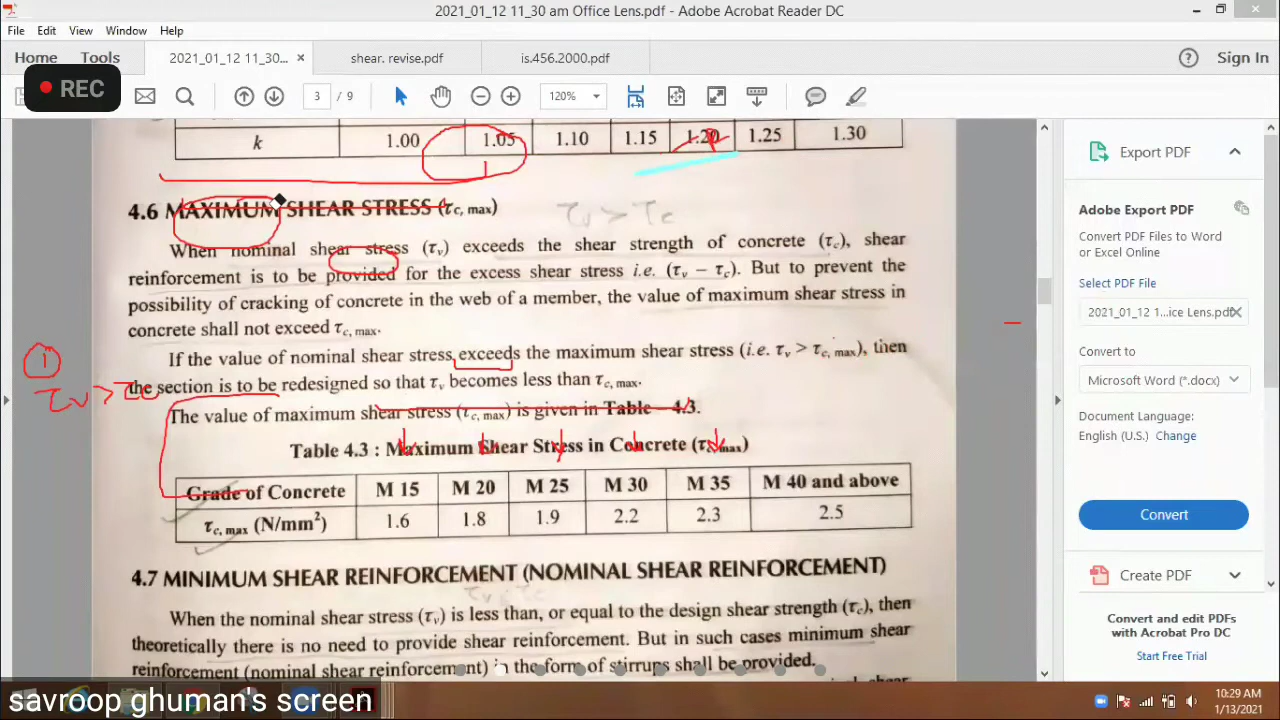 2021_01_12 11_30 am Office Lens.pdf - Adobe Acrobat Reader DC
File Edit View Window Help
Home Tools 2021_01_12 11_30... × shear. revise.pdf is.456.2000.pdf Sign In
REC 3 / 9 120%
k 1.00 1.05 1.10 1.15 1.20 1.25 1.30
4.6 MAXIMUM SHEAR STRESS (τc, max)
τv > τc
When nominal shear stress (τv) exceeds the shear strength of concrete (τc), shear
reinforcement is to be provided for the excess shear stress i.e. (τv – τc). But to prevent the
possibility of cracking of concrete in the web of a member, the value of maximum shear stress in
concrete shall not exceed τc, max.
If the value of nominal shear stress exceeds the maximum shear stress (i.e. τv > τc, max), then
the section is to be redesigned so that τv becomes less than τc, max.
1
τv > τc
The value of maximum shear stress (τc, max) is given in Table – 4.3.
Table 4.3 : Maximum Shear Stress in Concrete (τc, max)
Grade of Concrete M 15 M 20 M 25 M 30 M 35 M 40 and above
τc, max (N/mm²) 1.6 1.8 1.9 2.2 2.3 2.5
4.7 MINIMUM SHEAR REINFORCEMENT (NOMINAL SHEAR REINFORCEMENT)
When the nominal shear stress (τv) is less than, or equal to the design shear strength (τc), then
theoretically there is no need to provide shear reinforcement. But in such cases minimum shear
reinforcement (nominal shear reinforcement) in the form of stirrups shall be provided.
Export PDF
Adobe Export PDF
Convert PDF Files to Word
or Excel Online
Select PDF File
2021_01_12 1...ice Lens.pdf
Convert to
Microsoft Word (*.docx)
Document Language:
English (U.S.) Change
Convert
Create PDF
Convert and edit PDFs
with Acrobat Pro DC
Start Free Trial
savroop ghuman's screen
10:29 AM
1/13/2021